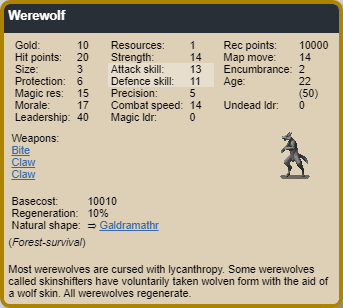 Werewolf
Gold: 10 Resources: 1 Rec points: 10000
Hit points: 20 Strength: 14 Map move: 14
Size: 3 Attack skill: 13 Encumbrance: 2
Protection: 6 Defence skill: 11 Age: 22
Magic res: 15 Precision: 5 (50)
Morale: 17 Combat speed: 14 Undead ldr: 0
Leadership: 40 Magic ldr: 0
Weapons:
Bite
Claw
Claw
Basecost: 10010
Regeneration: 10%
Natural shape: ⇒ Galdramathr
(Forest-survival)
Most werewolves are cursed with lycanthropy. Some werewolves
called skinshifters have voluntarily taken wolven form with the aid of
a wolf skin. All werewolves regenerate.